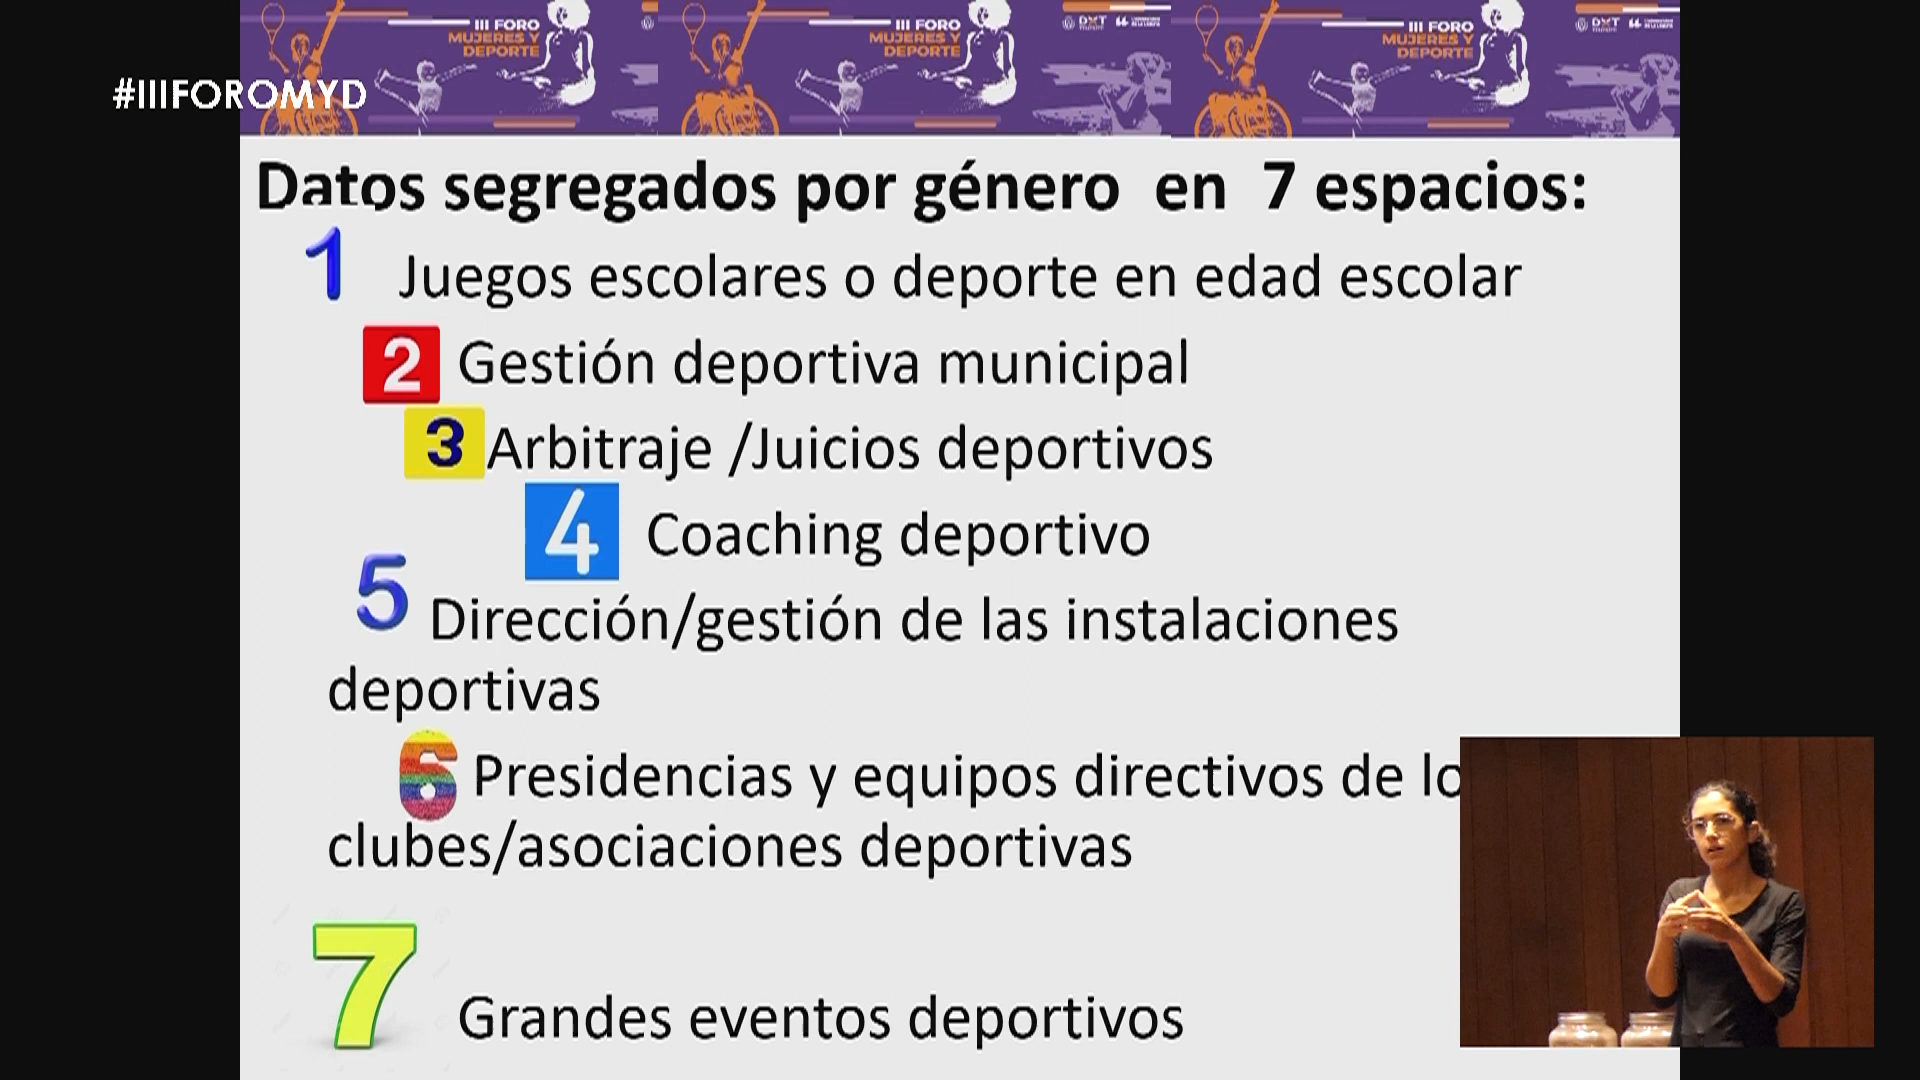 III FORO
MUJERES Y
DEPORTE
III FORO
MUJERES Y
DEPORTE
DXT
III FORO
MUJERES Y
DEPORTE
DXT
#IIIFOROMYD
Datos segregados por género en 7 espacios:
1 Juegos escolares o deporte en edad escolar
2 Gestión deportiva municipal
3 Arbitraje /Juicios deportivos
4 Coaching deportivo
5 Dirección/gestión de las instalaciones
deportivas
6 Presidencias y equipos directivos de lo
clubes/asociaciones deportivas
7 Grandes eventos deportivos